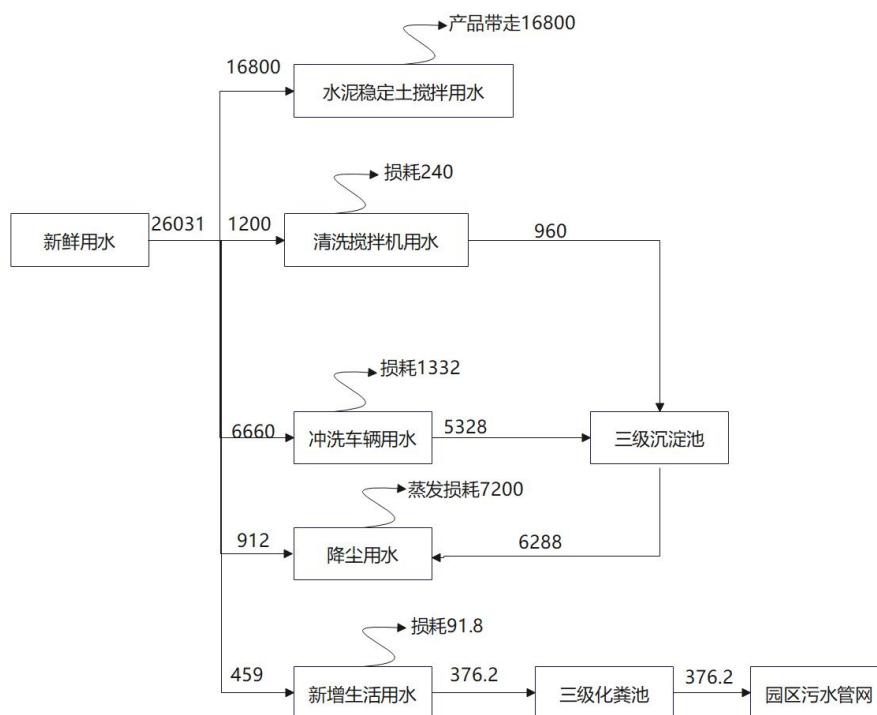 产品带走16800
16800
水泥稳定土搅拌用水
损耗240
新鲜用水
26031
1200
清洗搅拌机用水
960
损耗1332
6660
冲洗车辆用水
5328
三级沉淀池
蒸发损耗7200
912
降尘用水
6288
损耗91.8
459
新增生活用水
376.2
三级化粪池
376.2
园区污水管网